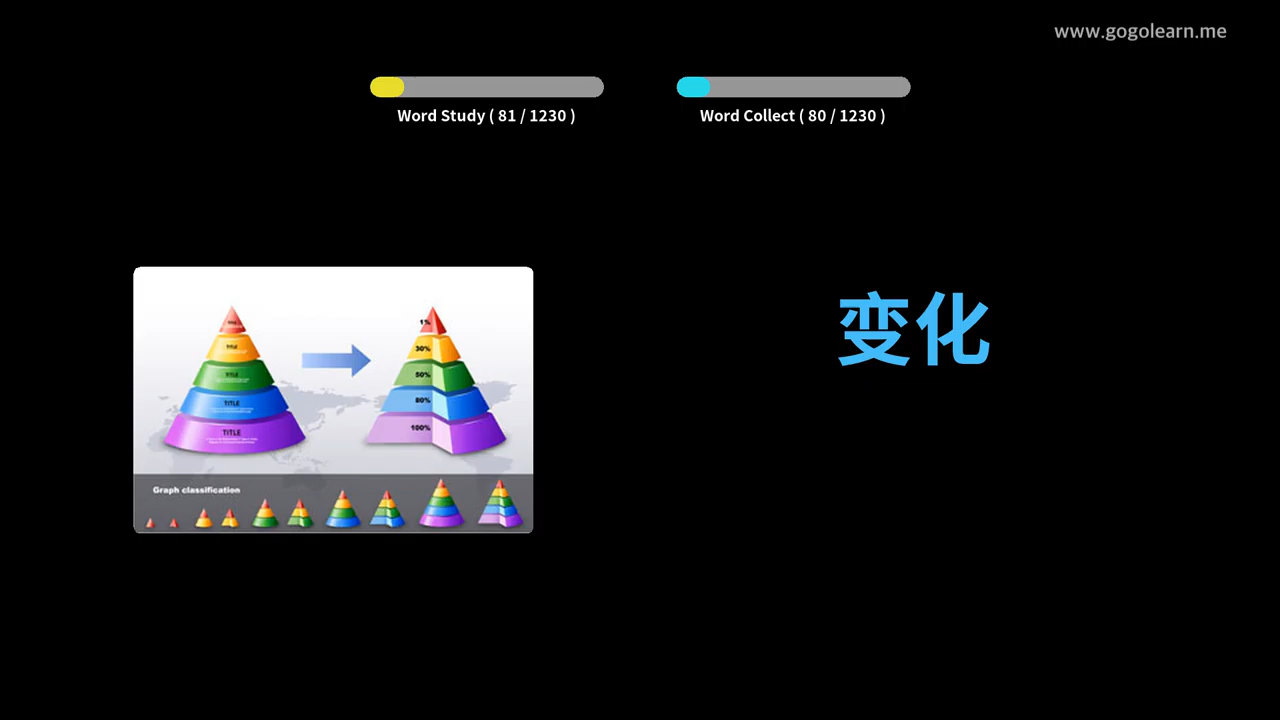 www.gogolearn.me
Word Study ( 81 / 1230 )
Word Collect ( 80 / 1230 )
变化
TITLE
TITLE
TITLE
TITLE
1%
30%
50%
80%
100%
Graph classification